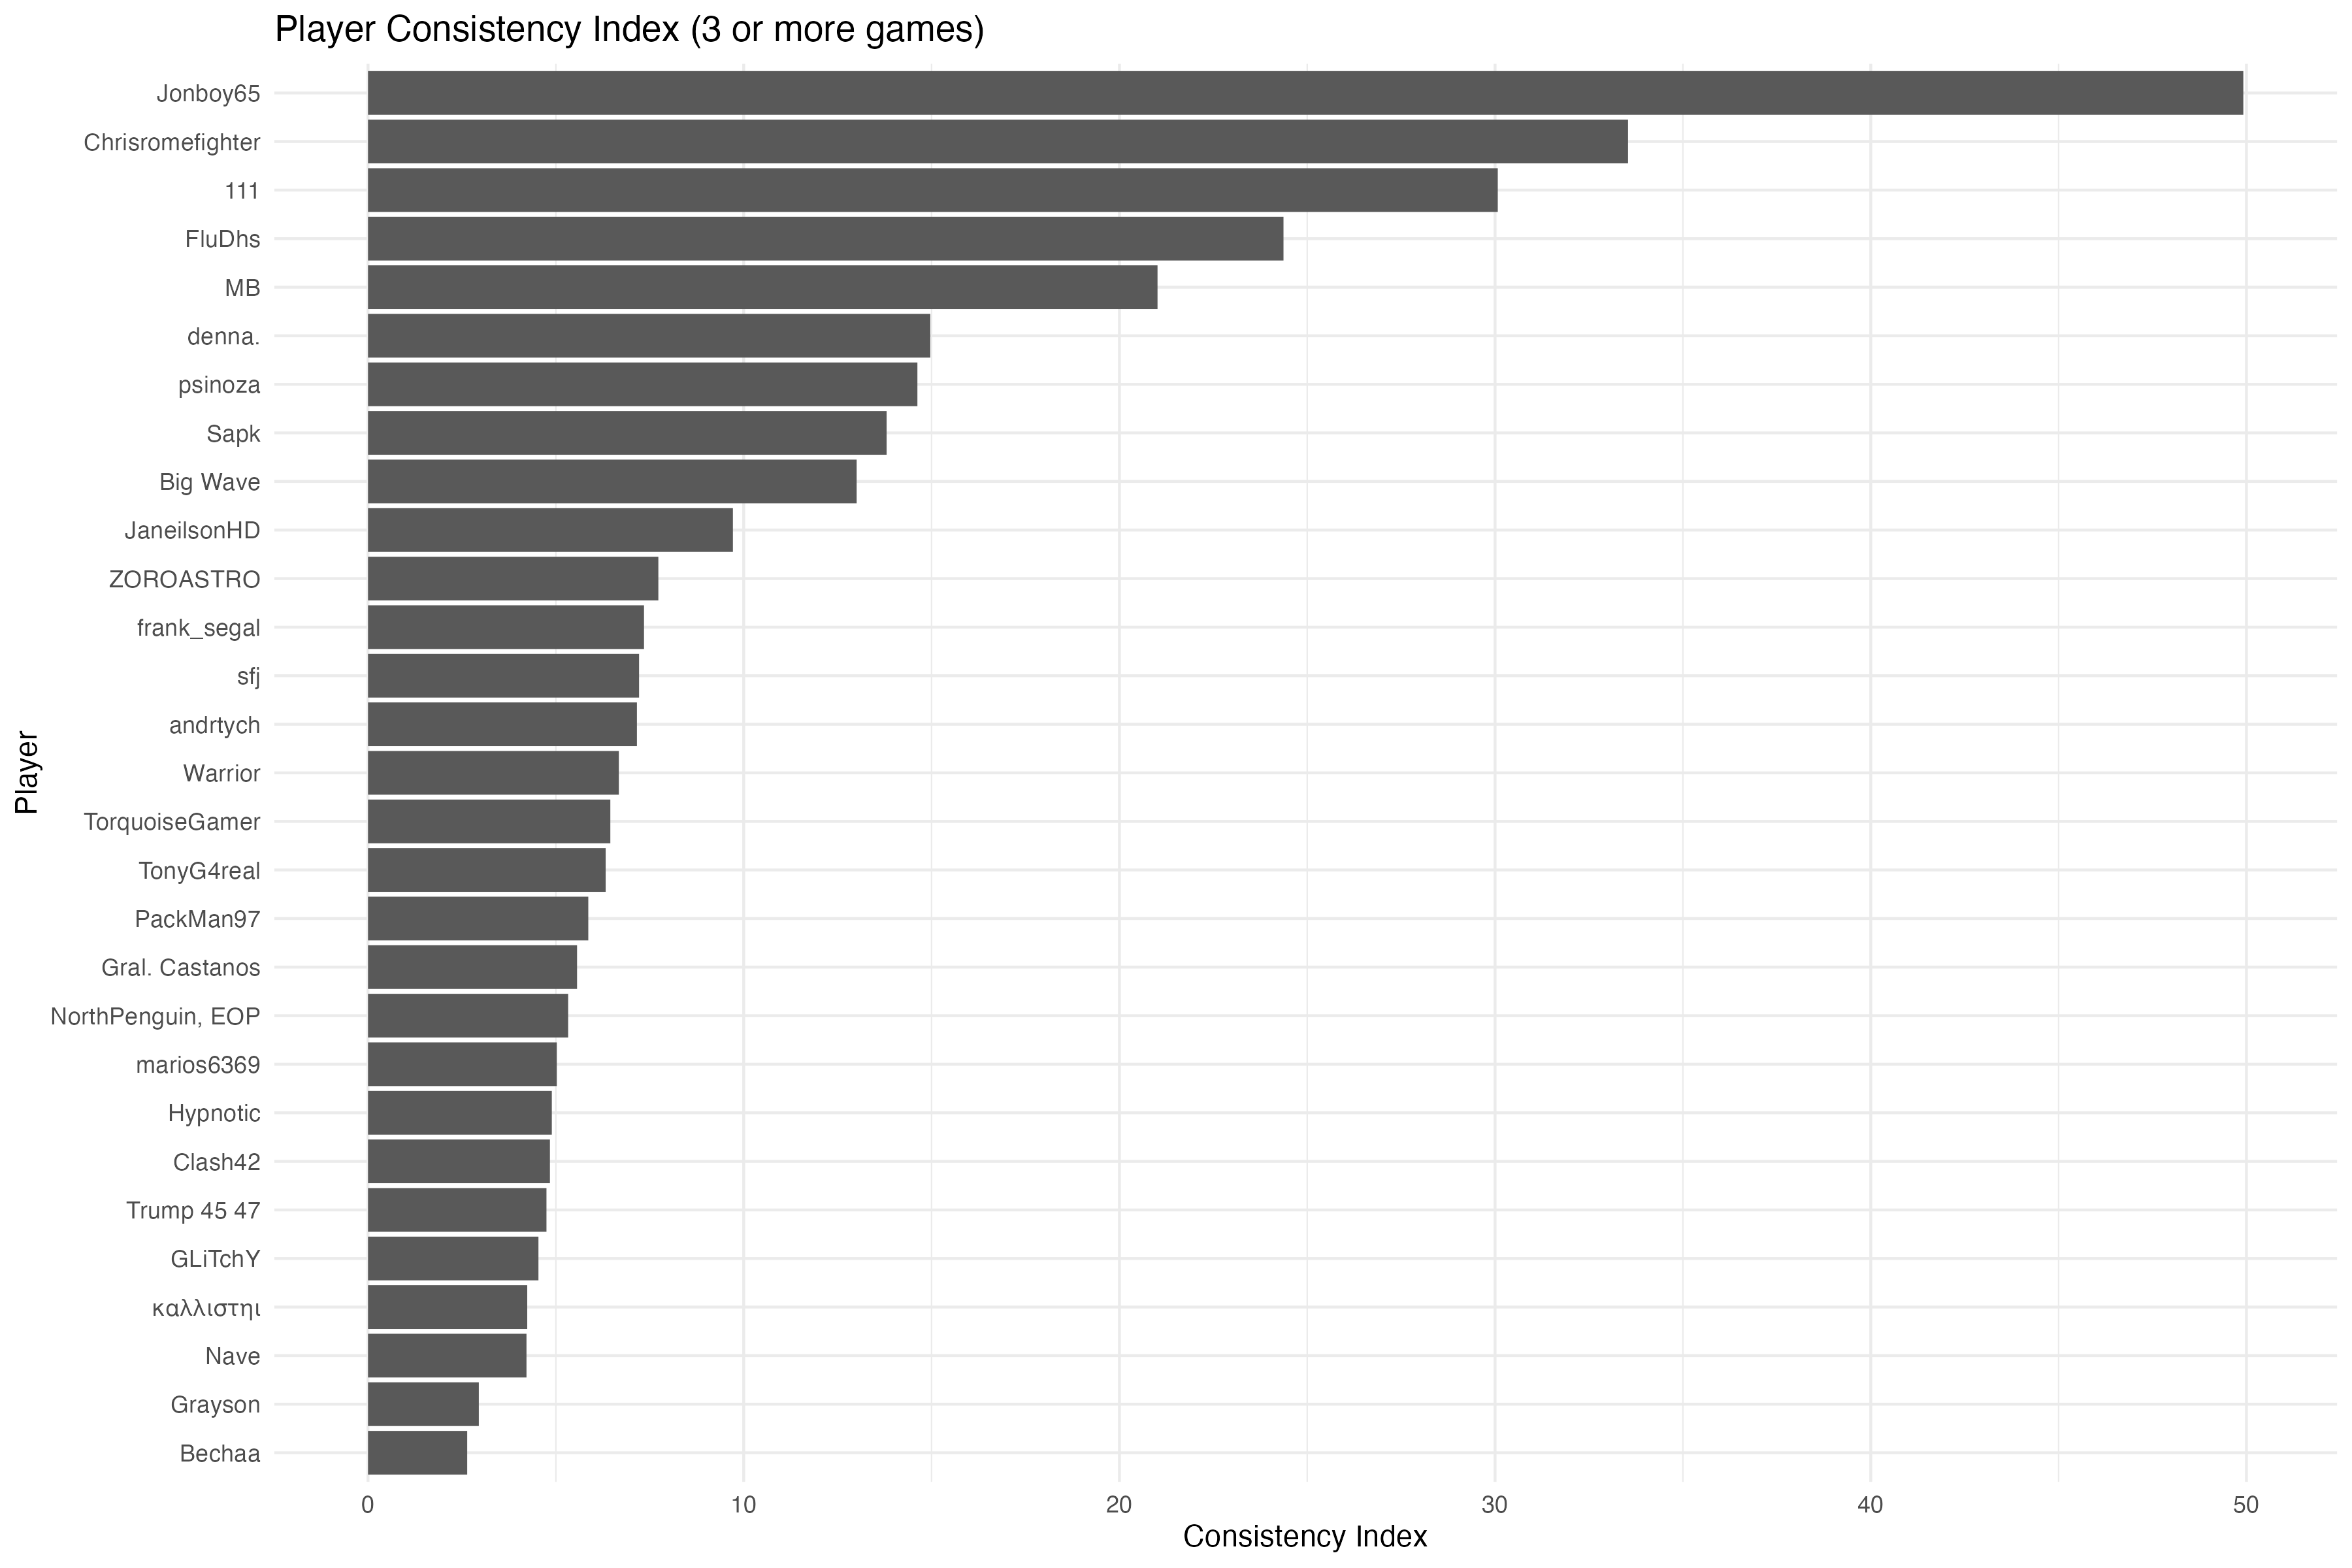 Player Consistency Index (3 or more games)
Player
Jonboy65
Chrisromefighter
111
FluDhs
MB
denna.
psinoza
Sapk
Big Wave
JaneilsonHD
ZOROASTRO
frank_segal
sfj
andrtych
Warrior
TorquoiseGamer
TonyG4real
PackMan97
Gral. Castanos
NorthPenguin, EOP
marios6369
Hypnotic
Clash42
Trump 45 47
GLiTchY
καλλιστηι
Nave
Grayson
Bechaa
0 10 20 30 40 50
Consistency Index